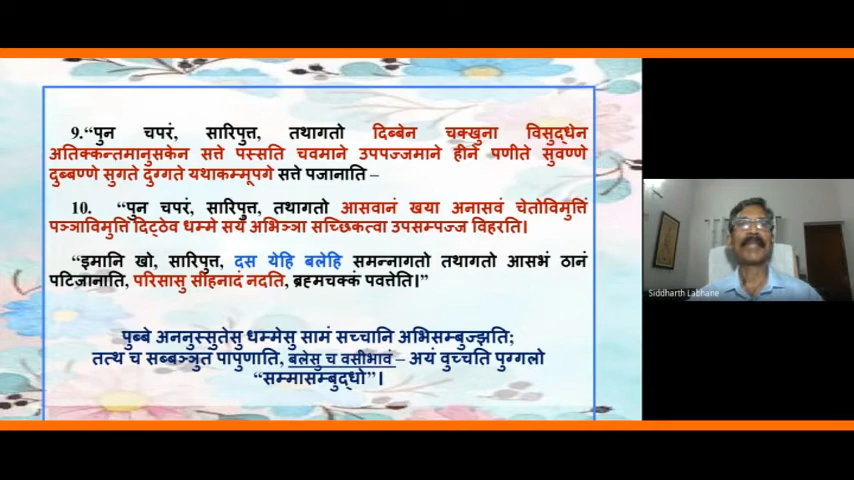 9.“पुन चपरं, सारिपुत्त, तथागतो दिब्बेन चक्खुना विसुद्धेन
अतिक्कन्तमानुसकेन सत्ते पस्सति चवमाने उपपज्जमाने हीने पणीते सुवण्णे
दुब्बण्णे सुगते दुग्गते यथाकम्मूपगे सत्ते पजानाति –
10. “पुन चपरं, सारिपुत्त, तथागतो आसवानं खया अनासवं चेतोविमुत्तिं
पञ्ञाविमुत्तिं दिट्ठेव धम्मे सयं अभिञ्ञा सच्छिकत्वा उपसम्पज्ज विहरति।
“इमानि खो, सारिपुत्त, दस येहि बलेहि समन्नागतो तथागतो आसभं ठानं
पटिजानाति, परिसासु सीहनादं नदति, ब्रह्मचक्कं पवत्तेति।”
पुब्बे अननुस्सुतेसु धम्मेसु सामं सच्चानि अभिसम्बुज्झति;
तत्थ च सब्बञ्ञुतं पापुणाति, बलेसु च वसीभावं – अयं वुच्चति पुग्गलो
“सम्मासम्बुद्धो”।
Siddharth Labhane